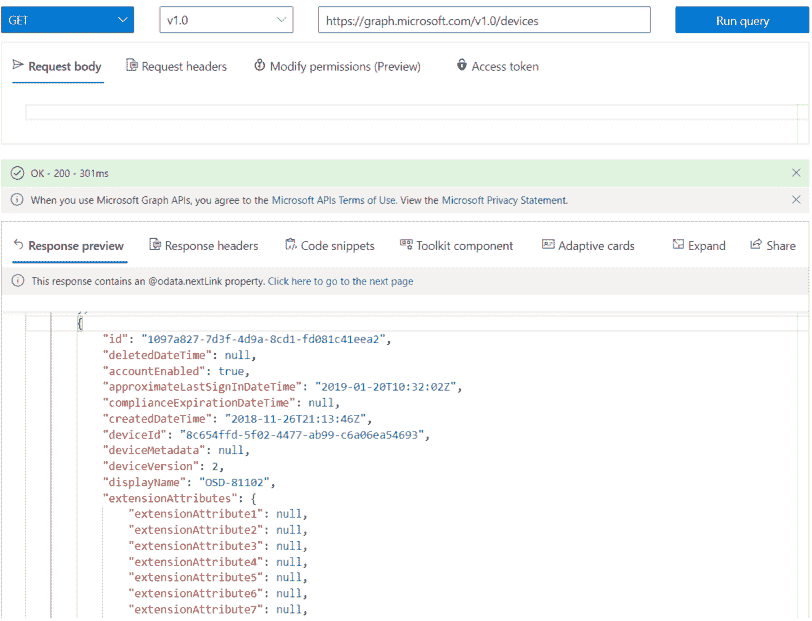 GET v1.0 https://graph.microsoft.com/v1.0/devices Run query
Request body Request headers Modify permissions (Preview) Access token
OK - 200 - 301ms
When you use Microsoft Graph APIs, you agree to the Microsoft APIs Terms of Use. View the Microsoft Privacy Statement.
Response preview Response headers Code snippets Toolkit component Adaptive cards Expand Share
This response contains an @odata.nextLink property. Click here to go to the next page
{
"id": "1097a827-7d3f-4d9a-8cd1-fd081c41eea2",
"deletedDateTime": null,
"accountEnabled": true,
"approximateLastSignInDateTime": "2019-01-20T10:32:02Z",
"complianceExpirationDateTime": null,
"createdDateTime": "2018-11-26T21:13:46Z",
"deviceId": "8c654ffd-5f02-4477-ab99-c6a06ea54693",
"deviceMetadata": null,
"deviceVersion": 2,
"displayName": "OSD-81102",
"extensionAttributes": {
"extensionAttribute1": null,
"extensionAttribute2": null,
"extensionAttribute3": null,
"extensionAttribute4": null,
"extensionAttribute5": null,
"extensionAttribute6": null,
"extensionAttribute7": null,